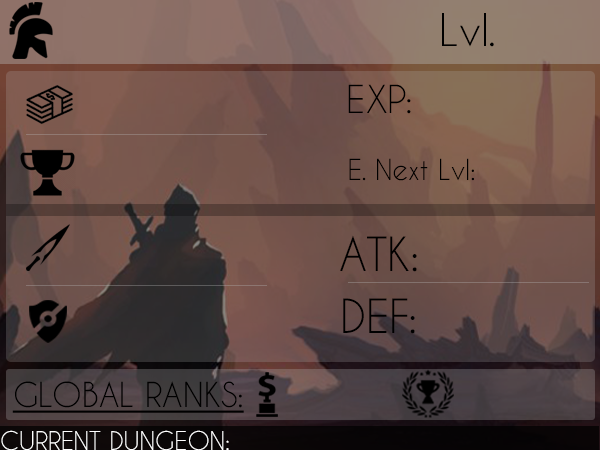 Lvl.
EXP:
E. Next Lvl:
ATK:
DEF:
GLOBAL RANKS:
CURRENT DUNGEON: